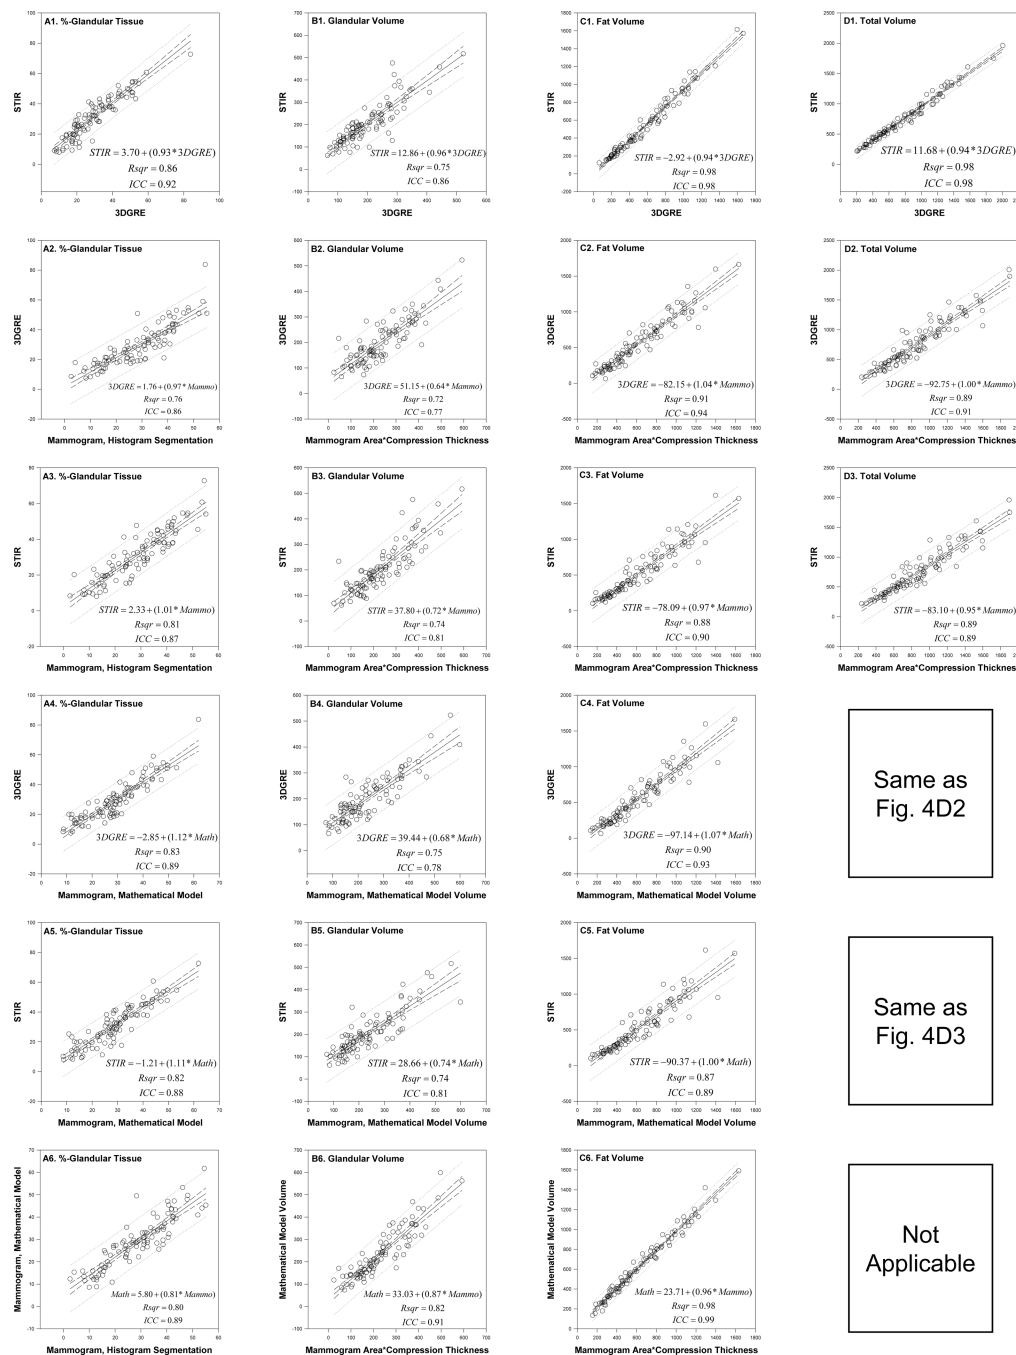 A1. %-Glandular Tissue
STIR
STIR = 3.70 + (0.93 * 3DGRE)
Rsqr = 0.86
ICC = 0.92
3DGRE
B1. Glandular Volume
STIR
STIR = 12.86 + (0.96 * 3DGRE)
Rsqr = 0.75
ICC = 0.86
3DGRE
C1. Fat Volume
STIR
STIR = −2.92 + (0.94 * 3DGRE)
Rsqr = 0.98
ICC = 0.98
3DGRE
D1. Total Volume
STIR
STIR = 11.68 + (0.94 * 3DGRE)
Rsqr = 0.98
ICC = 0.98
3DGRE
A2. %-Glandular Tissue
3DGRE
3DGRE = 1.76 + (0.97 * Mammo)
Rsqr = 0.76
ICC = 0.86
Mammogram, Histogram Segmentation
B2. Glandular Volume
3DGRE
3DGRE = 51.15 + (0.64 * Mammo)
Rsqr = 0.72
ICC = 0.77
Mammogram Area*Compression Thickness
C2. Fat Volume
3DGRE
3DGRE = −82.15 + (1.04 * Mammo)
Rsqr = 0.91
ICC = 0.94
Mammogram Area*Compression Thickness
D2. Total Volume
3DGRE
3DGRE = −92.75 + (1.00 * Mammo)
Rsqr = 0.89
ICC = 0.91
Mammogram Area*Compression Thickness
A3. %-Glandular Tissue
STIR
STIR = 2.33 + (1.01 * Mammo)
Rsqr = 0.81
ICC = 0.87
Mammogram, Histogram Segmentation
B3. Glandular Volume
STIR
STIR = 37.80 + (0.72 * Mammo)
Rsqr = 0.74
ICC = 0.81
Mammogram Area*Compression Thickness
C3. Fat Volume
STIR
STIR = −78.09 + (0.97 * Mammo)
Rsqr = 0.88
ICC = 0.90
Mammogram Area*Compression Thickness
D3. Total Volume
STIR
STIR = −83.10 + (0.95 * Mammo)
Rsqr = 0.89
ICC = 0.89
Mammogram Area*Compression Thickness
A4. %-Glandular Tissue
3DGRE
3DGRE = −2.85 + (1.12 * Math)
Rsqr = 0.83
ICC = 0.89
Mammogram, Mathematical Model
B4. Glandular Volume
3DGRE
3DGRE = 39.44 + (0.68 * Math)
Rsqr = 0.75
ICC = 0.78
Mammogram, Mathematical Model Volume
C4. Fat Volume
3DGRE
3DGRE = −97.14 + (1.07 * Math)
Rsqr = 0.90
ICC = 0.93
Mammogram, Mathematical Model Volume
Same as
Fig. 4D2
A5. %-Glandular Tissue
STIR
STIR = −1.21 + (1.11 * Math)
Rsqr = 0.82
ICC = 0.88
Mammogram, Mathematical Model
B5. Glandular Volume
STIR
STIR = 28.66 + (0.74 * Math)
Rsqr = 0.74
ICC = 0.81
Mammogram, Mathematical Model Volume
C5. Fat Volume
STIR
STIR = −90.37 + (1.00 * Math)
Rsqr = 0.87
ICC = 0.89
Mammogram, Mathematical Model Volume
Same as
Fig. 4D3
A6. %-Glandular Tissue
Mammogram, Mathematical Model
Math = 5.80 + (0.81 * Mammo)
Rsqr = 0.80
ICC = 0.89
Mammogram, Histogram Segmentation
B6. Glandular Volume
Mathematical Model Volume
Math = 33.03 + (0.87 * Mammo)
Rsqr = 0.82
ICC = 0.91
Mammogram Area*Compression Thickness
C6. Fat Volume
Mathematical Model Volume
Math = 23.71 + (0.96 * Mammo)
Rsqr = 0.98
ICC = 0.99
Mammogram Area*Compression Thickness
Not
Applicable